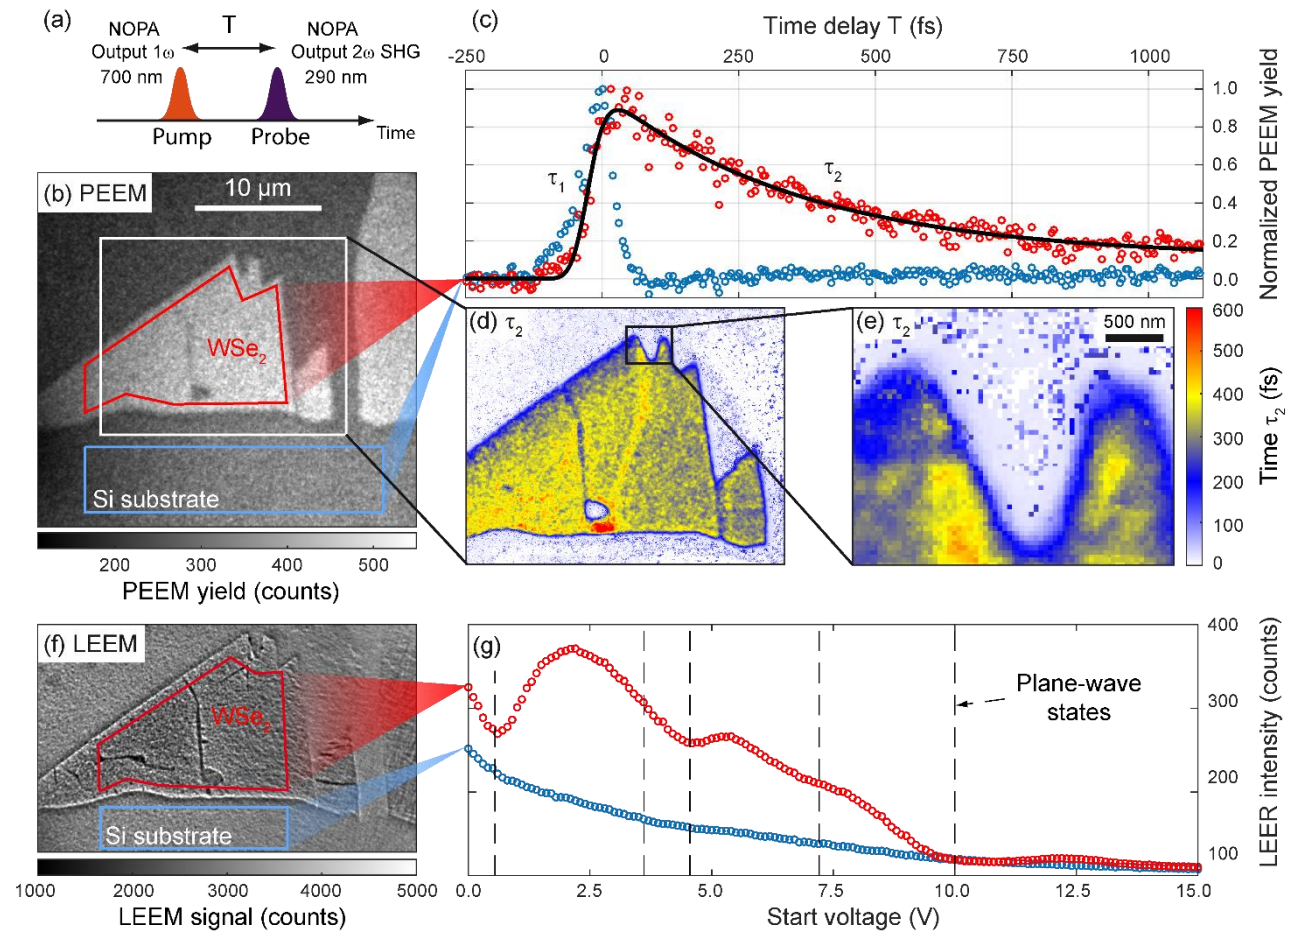 (a)
NOPA
Output 1ω
700 nm
T
NOPA
Output 2ω SHG
290 nm
Pump
Probe
Time
(b) PEEM
10 µm
WSe₂
Si substrate
200 300 400 500
PEEM yield (counts)
(c)
Time delay T (fs)
-250 0 250 500 750 1000
τ₁
τ₂
1.0
0.8
0.6
0.4
0.2
0.0
Normalized PEEM yield
(d) τ₂
(e) τ₂
500 nm
600
500
400
300
200
100
0
Time τ₂ (fs)
(f) LEEM
WSe₂
Si substrate
1000 2000 3000 4000 5000
LEEM signal (counts)
(g)
Plane-wave
states
400
300
200
100
LEER intensity (counts)
0.0 2.5 5.0 7.5 10.0 12.5 15.0
Start voltage (V)